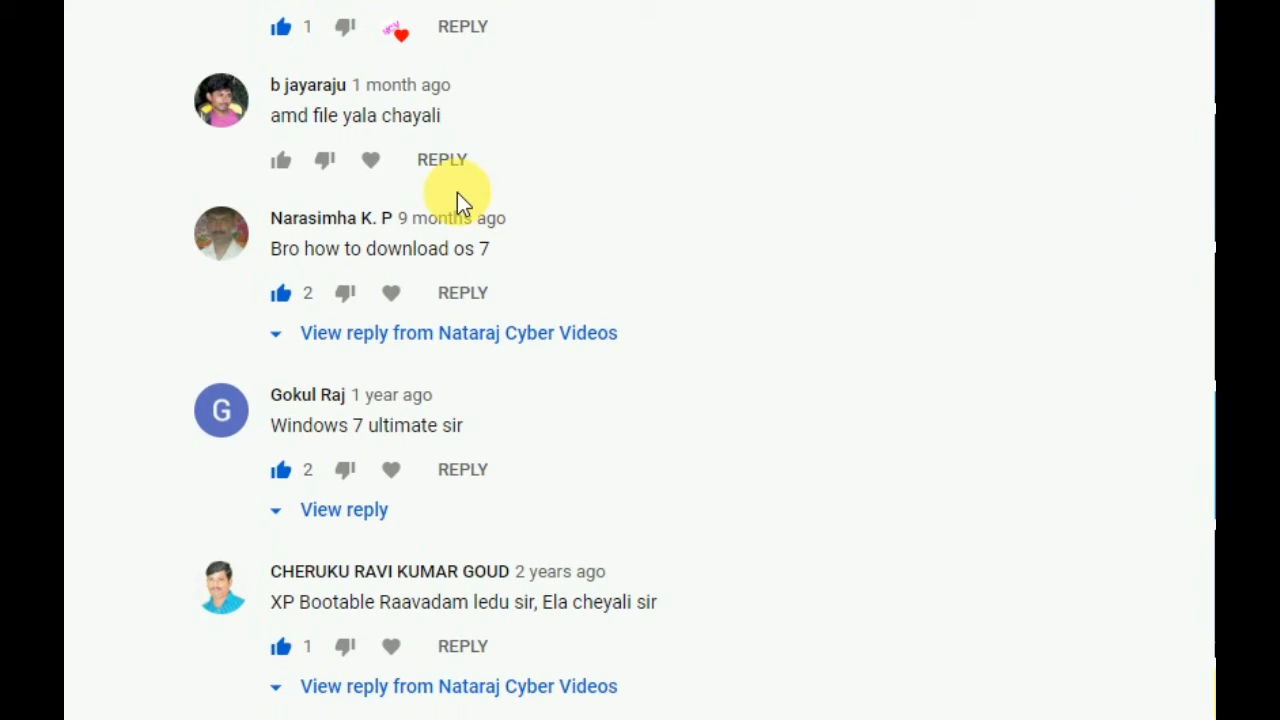 1 REPLY
b jayaraju 1 month ago
amd file yala chayali
REPLY
Narasimha K. P 9 months ago
Bro how to download os 7
2 REPLY
View reply from Nataraj Cyber Videos
G
Gokul Raj 1 year ago
Windows 7 ultimate sir
2 REPLY
View reply
CHERUKU RAVI KUMAR GOUD 2 years ago
XP Bootable Raavadam ledu sir, Ela cheyali sir
1 REPLY
View reply from Nataraj Cyber Videos